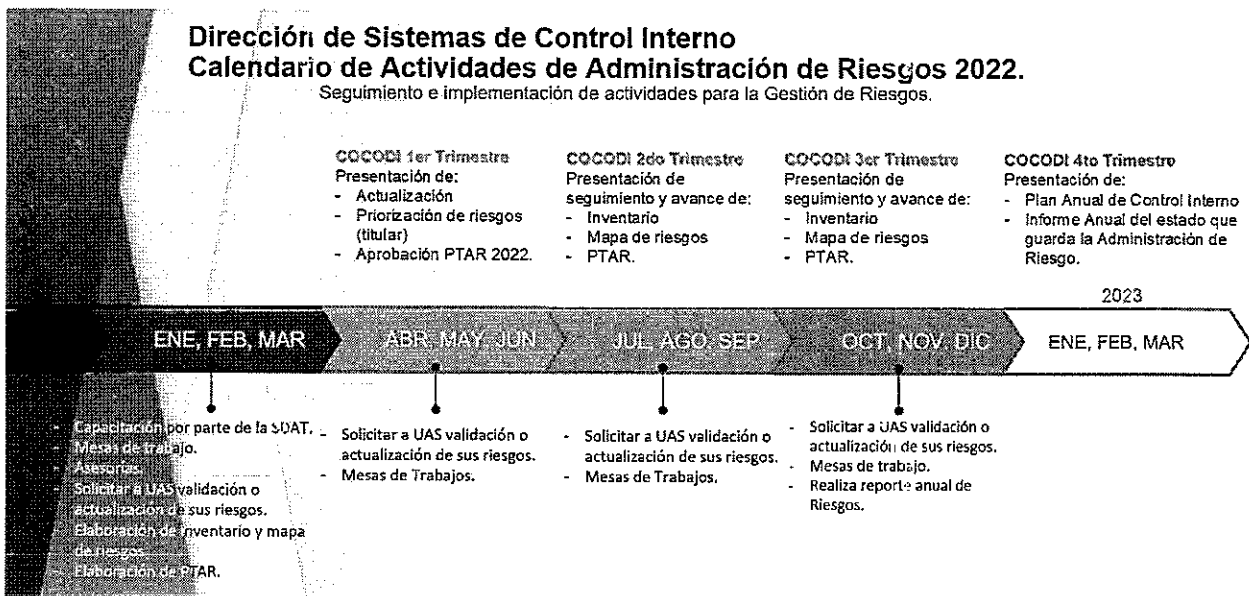 Dirección de Sistemas de Control Interno
Calendario de Actividades de Administración de Riesgos 2022.
Seguimiento e implementación de actividades para la Gestión de Riesgos.
COCODI 1er Trimestre
Presentación de:
- Actualización
- Priorización de riesgos
(titular)
- Aprobación PTAR 2022.
COCODI 2do Trimestre
Presentación de
seguimiento y avance de:
- Inventario
- Mapa de riesgos
- PTAR.
COCODI 3er Trimestre
Presentación de
seguimiento y avance de:
- Inventario
- Mapa de riesgos
- PTAR.
COCODI 4to Trimestro
Presentación de:
- Plan Anual de Control Interno
- Informe Anual del estado que
guarda la Administración de
Riesgo.
2023
ENE, FEB, MAR
ABR, MAY, JUN
JUL, AGO, SEP
OCT, NOV, DIC
ENE, FEB, MAR
- Capacitación por parte de la SDAT.
- Mesas de trabajo.
- Asesorías.
- Solicitar a UAS validación o
actualización de sus riesgos.
- Elaboración de inventario y mapa
de riesgos
- Elaboración de PTAR.
- Solicitar a UAS validación o
actualización de sus riesgos.
- Mesas de Trabajos.
- Solicitar a UAS validación o
actualización de sus riesgos.
- Mesas de Trabajos.
- Solicitar a UAS validación o
actualización de sus riesgos.
- Mesas de trabajo.
- Realiza reporte anual de
Riesgos.